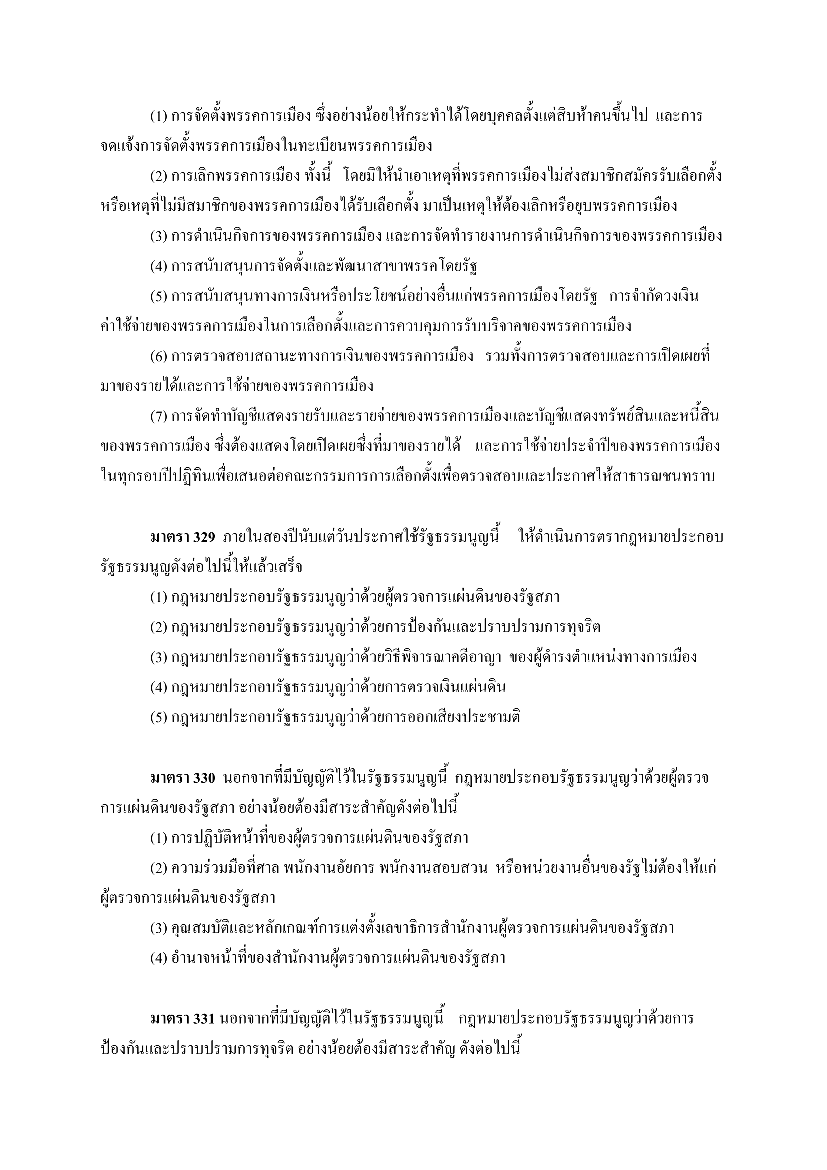 (1) การจัดตั้งพรรคการเมือง ซึ่งอย่างน้อยให้กระทำได้โดยบุคคลตั้งแต่สิบห้าคนขึ้นไป และการ
จดแจ้งการจัดตั้งพรรคการเมืองในทะเบียนพรรคการเมือง
(2) การเลิกพรรคการเมือง ทั้งนี้ โดยมิให้นำเอาเหตุที่พรรคการเมืองไม่ส่งสมาชิกสมัครรับเลือกตั้ง
หรือเหตุที่ไม่มีสมาชิกของพรรคการเมืองได้รับเลือกตั้ง มาเป็นเหตุให้ต้องเลิกหรือยุบพรรคการเมือง
(3) การดำเนินกิจการของพรรคการเมือง และการจัดทำรายงานการดำเนินกิจการของพรรคการเมือง
(4) การสนับสนุนการจัดตั้งและพัฒนาสาขาพรรคโดยรัฐ
(5) การสนับสนุนทางการเงินหรือประโยชน์อย่างอื่นแก่พรรคการเมืองโดยรัฐ การจำกัดวงเงิน
ค่าใช้จ่ายของพรรคการเมืองในการเลือกตั้งและการควบคุมการรับบริจาคของพรรคการเมือง
(6) การตรวจสอบสถานะทางการเงินของพรรคการเมือง รวมทั้งการตรวจสอบและการเปิดเผยที่
มาของรายได้และการใช้จ่ายของพรรคการเมือง
(7) การจัดทำบัญชีแสดงรายรับและรายจ่ายของพรรคการเมืองและบัญชีแสดงทรัพย์สินและหนี้สิน
ของพรรคการเมือง ซึ่งต้องแสดงโดยเปิดเผยซึ่งที่มาของรายได้ และการใช้จ่ายประจำปีของพรรคการเมือง
ในทุกรอบปีปฏิทินเพื่อเสนอต่อคณะกรรมการการเลือกตั้งเพื่อตรวจสอบและประกาศให้สาธารณชนทราบ
มาตรา 329 ภายในสองปีนับแต่วันประกาศใช้รัฐธรรมนูญนี้ ให้ดำเนินการตรากฎหมายประกอบ
รัฐธรรมนูญดังต่อไปนี้ให้แล้วเสร็จ
(1) กฎหมายประกอบรัฐธรรมนูญว่าด้วยผู้ตรวจการแผ่นดินของรัฐสภา
(2) กฎหมายประกอบรัฐธรรมนูญว่าด้วยการป้องกันและปราบปรามการทุจริต
(3) กฎหมายประกอบรัฐธรรมนูญว่าด้วยวิธีพิจารณาคดีอาญา ของผู้ดำรงตำแหน่งทางการเมือง
(4) กฎหมายประกอบรัฐธรรมนูญว่าด้วยการตรวจเงินแผ่นดิน
(5) กฎหมายประกอบรัฐธรรมนูญว่าด้วยการออกเสียงประชามติ
มาตรา 330 นอกจากที่มีบัญญัติไว้ในรัฐธรรมนูญนี้ กฎหมายประกอบรัฐธรรมนูญว่าด้วยผู้ตรวจ
การแผ่นดินของรัฐสภา อย่างน้อยต้องมีสาระสำคัญดังต่อไปนี้
(1) การปฏิบัติหน้าที่ของผู้ตรวจการแผ่นดินของรัฐสภา
(2) ความร่วมมือที่ศาล พนักงานอัยการ พนักงานสอบสวน หรือหน่วยงานอื่นของรัฐไม่ต้องให้แก่
ผู้ตรวจการแผ่นดินของรัฐสภา
(3) คุณสมบัติและหลักเกณฑ์การแต่งตั้งเลขาธิการสำนักงานผู้ตรวจการแผ่นดินของรัฐสภา
(4) อำนาจหน้าที่ของสำนักงานผู้ตรวจการแผ่นดินของรัฐสภา
มาตรา 331 นอกจากที่มีบัญญัติไว้ในรัฐธรรมนูญนี้ กฎหมายประกอบรัฐธรรมนูญว่าด้วยการ
ป้องกันและปราบปรามการทุจริต อย่างน้อยต้องมีสาระสำคัญ ดังต่อไปนี้